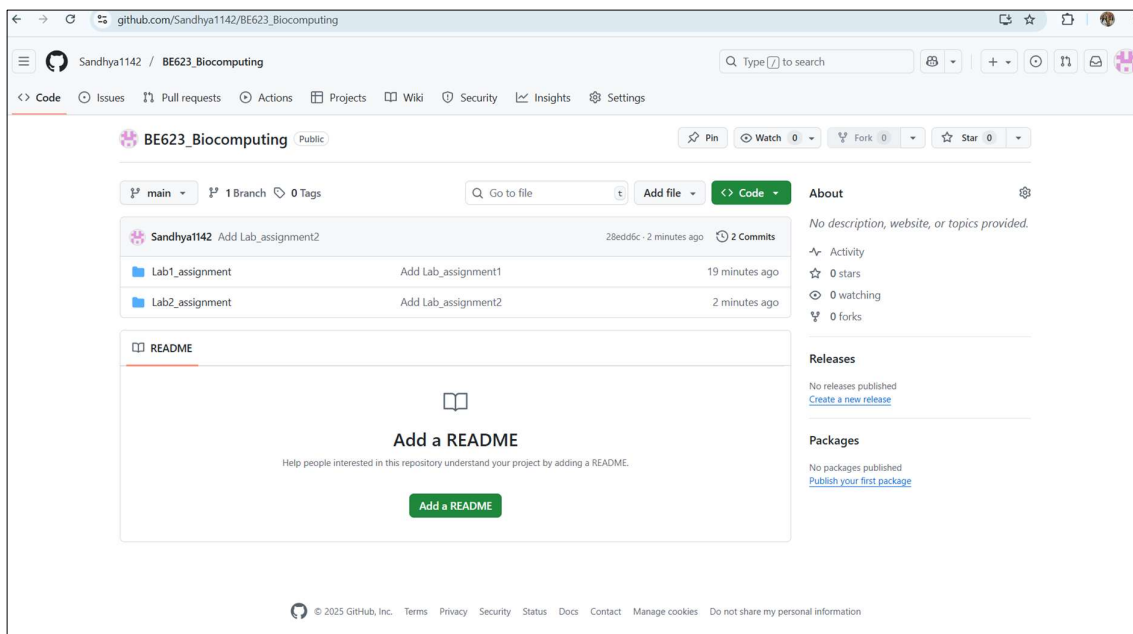 github.com/Sandhya1142/BE623_Biocomputing
Sandhya1142 / BE623_Biocomputing
Type / to search
Code Issues Pull requests Actions Projects Wiki Security Insights Settings
BE623_Biocomputing Public
Pin Watch 0 Fork 0 Star 0
main 1 Branch 0 Tags Go to file t Add file Code
Sandhya1142 Add Lab_assignment2 28edd6c · 2 minutes ago 2 Commits
Lab1_assignment Add Lab_assignment1 19 minutes ago
Lab2_assignment Add Lab_assignment2 2 minutes ago
README
Add a README
Help people interested in this repository understand your project by adding a README.
Add a README
About
No description, website, or topics provided.
Activity
0 stars
0 watching
0 forks
Releases
No releases published
Create a new release
Packages
No packages published
Publish your first package
© 2025 GitHub, Inc. Terms Privacy Security Status Docs Contact Manage cookies Do not share my personal information